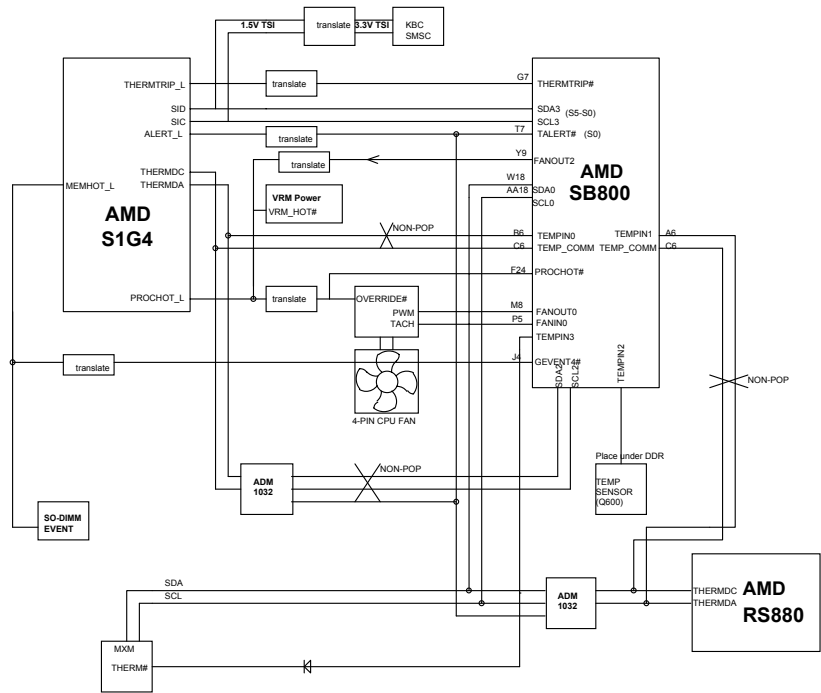 1.5V TSI
translate
3.3V TSI
KBC
SMSC
THERMTRIP_L
translate
G7
THERMTRIP#
SID
SDA3
(S5-S0)
SIC
SCL3
ALERT_L
translate
T7
TALERT# (S0)
translate
Y9
FANOUT2
THERMDC
THERMDA
MEMHOT_L
AMD
S1G4
VRM Power
VRM_HOT#
W18
SDA0
AA18
SCL0
AMD
SB800
NON-POP
B6
TEMPIN0
TEMPIN1
A6
C6
TEMP_COMM
TEMP_COMM
C6
F24
PROCHOT#
PROCHOT_L
translate
OVERRIDE#
PWM
M8
FANOUT0
TACH
P5
FANIN0
TEMPIN3
translate
J4
GEVENT4#
SDA2
SCL2
TEMPIN2
NON-POP
4-PIN CPU FAN
Place under DDR
TEMP
SENSOR
(Q600)
ADM
1032
NON-POP
SO-DIMM
EVENT
SDA
SCL
ADM
1032
THERMDC
THERMDA
AMD
RS880
MXM
THERM#